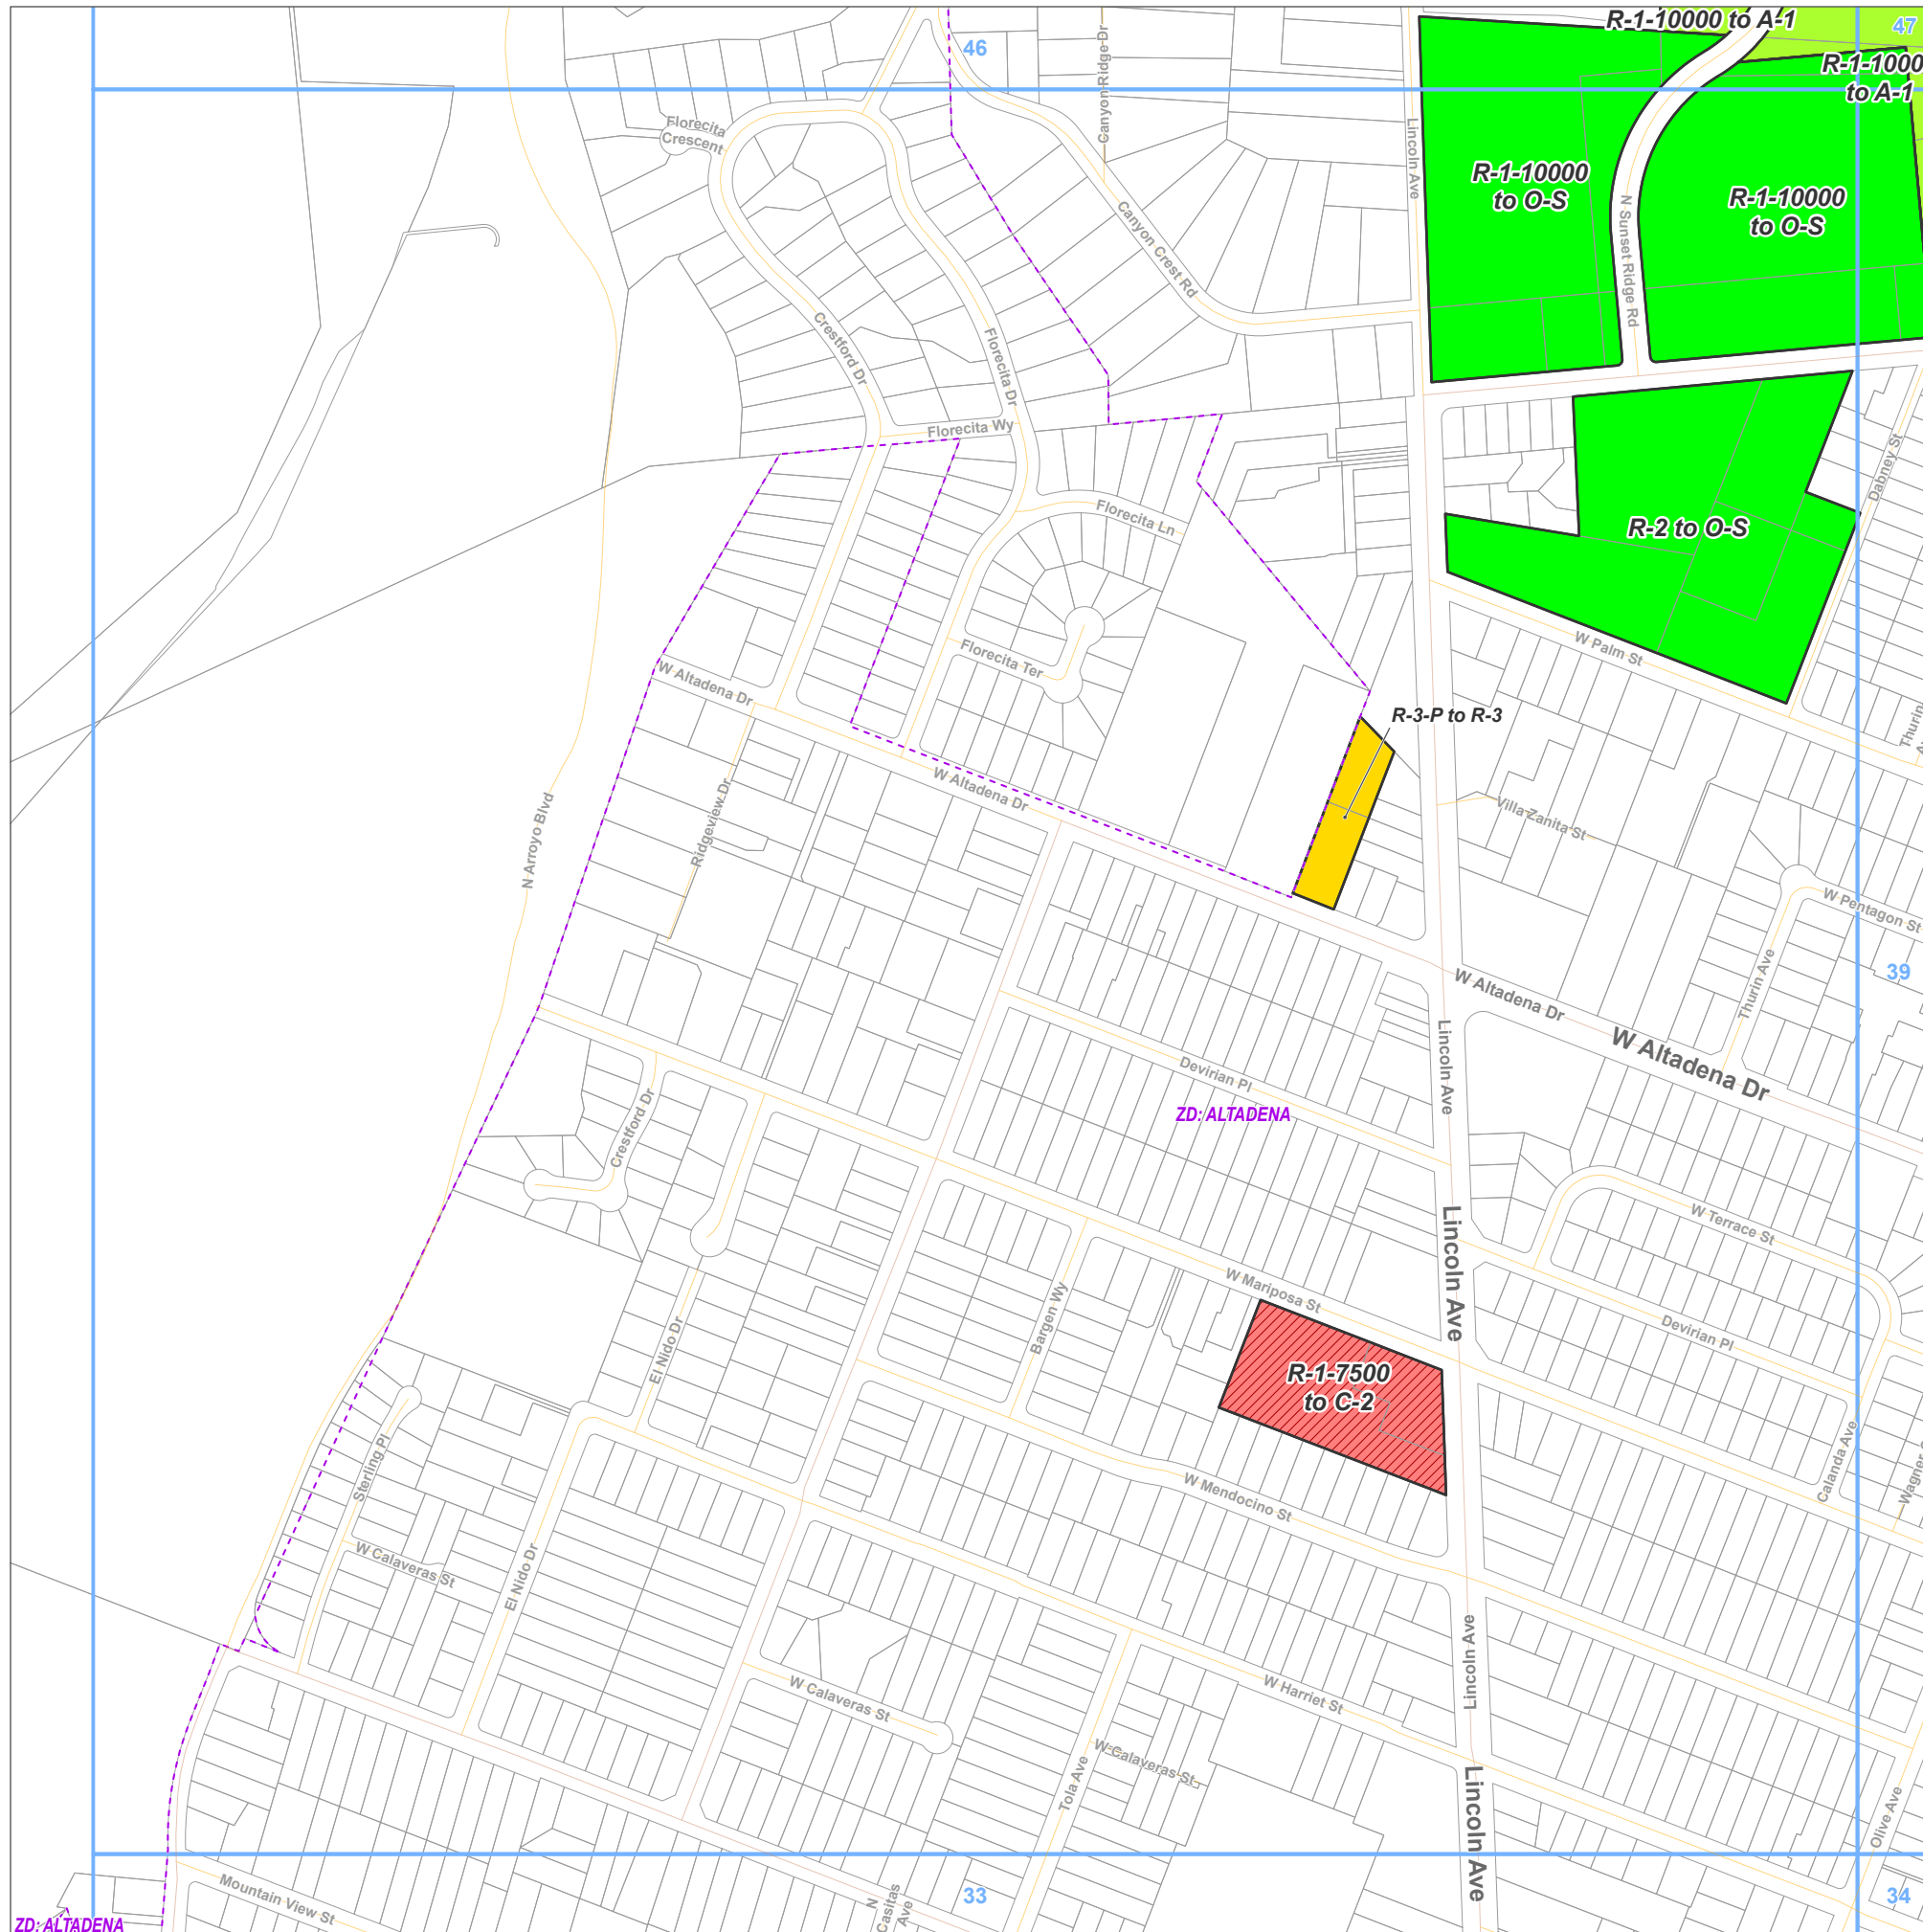 R-1-10000 to A-1
47
46
R-1-1000
to A-1
Canyon Ridge Dr
Florecita
Crescent
Lincoln Ave
R-1-10000
to O-S
R-1-10000
to O-S
N Sunset Ridge Rd
Canyon Crest Rd
Crestford Dr
Florecita Dr
Florecita Wy
Dabney St
Florecita Ln
R-2 to O-S
W Palm St
Florecita Ter
W Altadena Dr
R-3-P to R-3
Thurin
W Altadena Dr
Villa Zanita St
Ridgeview Dr
N Arroyo Blvd
W Pentagon St
39
Thurin Ave
W Altadena Dr
W Altadena Dr
Lincoln Ave
Devirian Pl
ZD: ALTADENA
Crestford Dr
W Terrace St
Lincoln Ave
W Mariposa St
Bargen Wy
El Nido Dr
Devirian Pl
R-1-7500
to C-2
Calanda Ave
Wagner
Sterling Pl
W Mendocino St
W Calaveras St
El Nido Dr
Lincoln Ave
W Harriet St
W Calaveras St
W Calaveras St
Tola Ave
Olive Ave
Lincoln Ave
Mountain View St
N
Casitas
Ave
33
34
ZD: ALTADENA